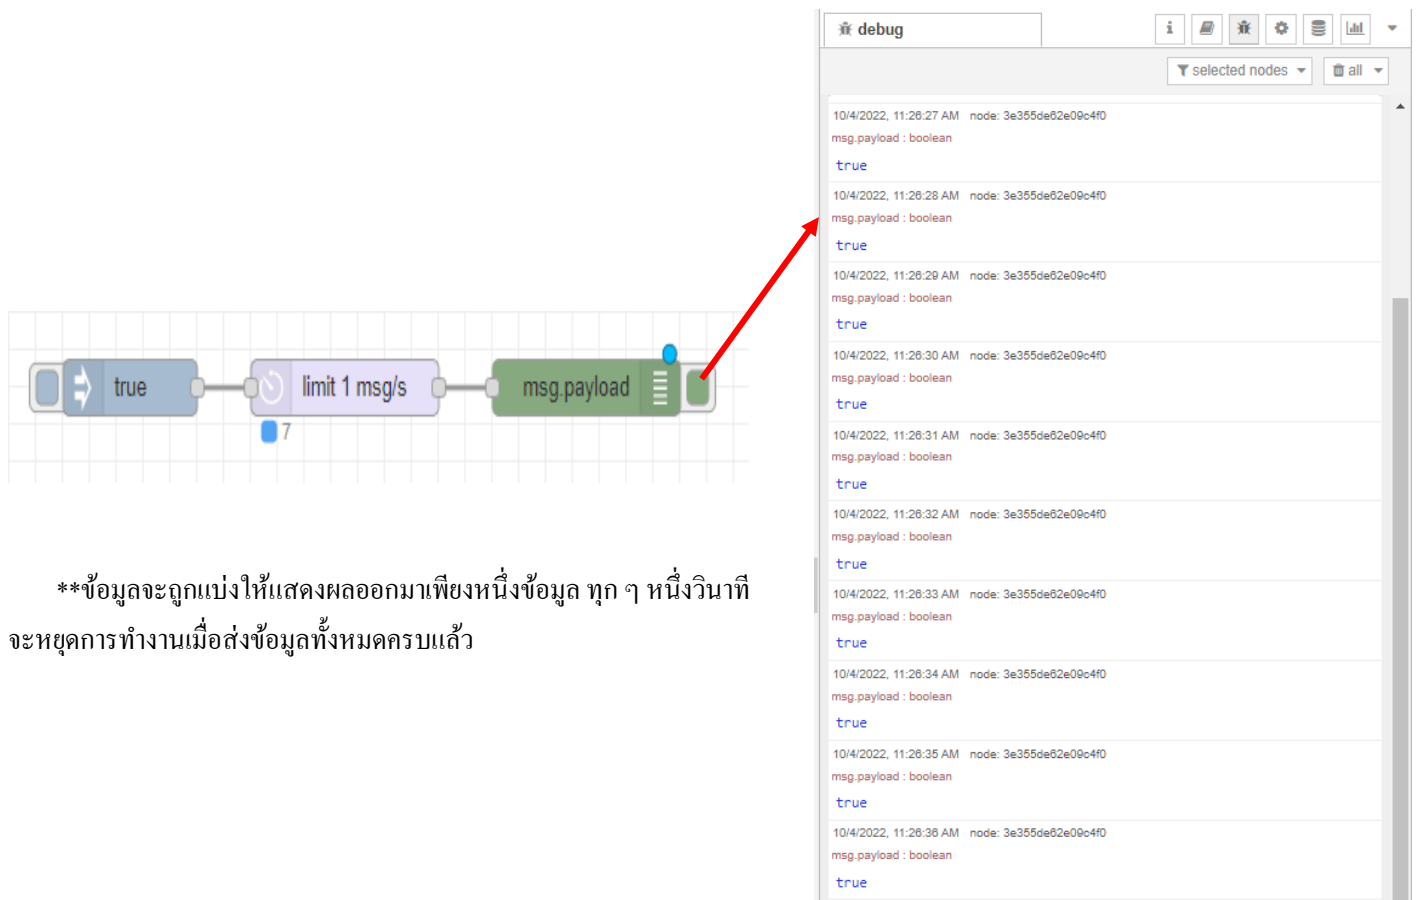 debug
selected nodes
all
10/4/2022, 11:26:27 AM node: 3e355de62e09c4f0
msg.payload : boolean
true
10/4/2022, 11:26:28 AM node: 3e355de62e09c4f0
msg.payload : boolean
true
10/4/2022, 11:26:29 AM node: 3e355de62e09c4f0
msg.payload : boolean
true
10/4/2022, 11:26:30 AM node: 3e355de62e09c4f0
msg.payload : boolean
true
10/4/2022, 11:26:31 AM node: 3e355de62e09c4f0
msg.payload : boolean
true
10/4/2022, 11:26:32 AM node: 3e355de62e09c4f0
msg.payload : boolean
true
10/4/2022, 11:26:33 AM node: 3e355de62e09c4f0
msg.payload : boolean
true
10/4/2022, 11:26:34 AM node: 3e355de62e09c4f0
msg.payload : boolean
true
10/4/2022, 11:26:35 AM node: 3e355de62e09c4f0
msg.payload : boolean
true
10/4/2022, 11:26:36 AM node: 3e355de62e09c4f0
msg.payload : boolean
true
true
limit 1 msg/s
msg.payload
7
**ข้อมูลจะถูกแบ่งให้แสดงผลออกมาเพียงหนึ่งข้อมูล ทุก ๆ หนึ่งวินาที
จะหยุดการทำงานเมื่อส่งข้อมูลทั้งหมดครบแล้ว